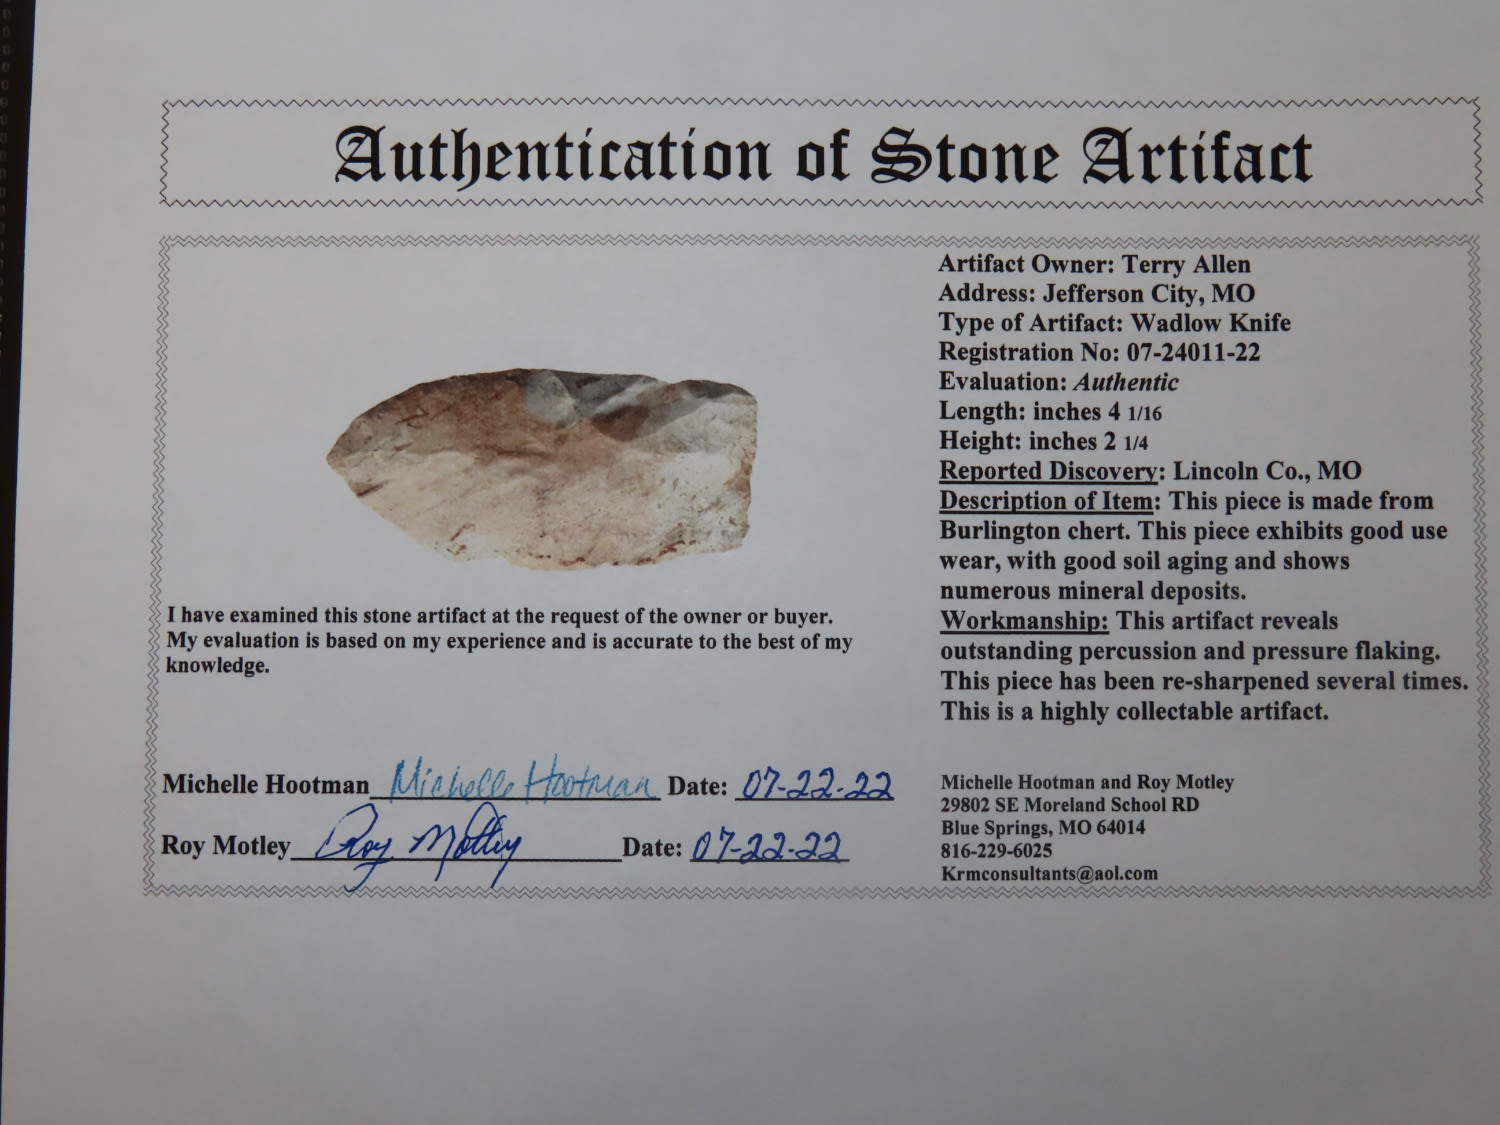 Authentication of Stone Artifact
Artifact Owner: Terry Allen
Address: Jefferson City, MO
Type of Artifact: Wadlow Knife
Registration No: 07-24011-22
Evaluation: Authentic
Length: inches 4 1/16
Height: inches 2 1/4
Reported Discovery: Lincoln Co., MO
Description of Item: This piece is made from
Burlington chert. This piece exhibits good use
wear, with good soil aging and shows
numerous mineral deposits.
Workmanship: This artifact reveals
outstanding percussion and pressure flaking.
This piece has been re-sharpened several times.
This is a highly collectable artifact.
I have examined this stone artifact at the request of the owner or buyer.
My evaluation is based on my experience and is accurate to the best of my
knowledge.
Michelle Hootman Michelle Hootman Date: 07-22-22
Roy Motley Roy Motley Date: 07-22-22
Michelle Hootman and Roy Motley
29802 SE Moreland School RD
Blue Springs, MO 64014
816-229-6025
Krmconsultants@aol.com